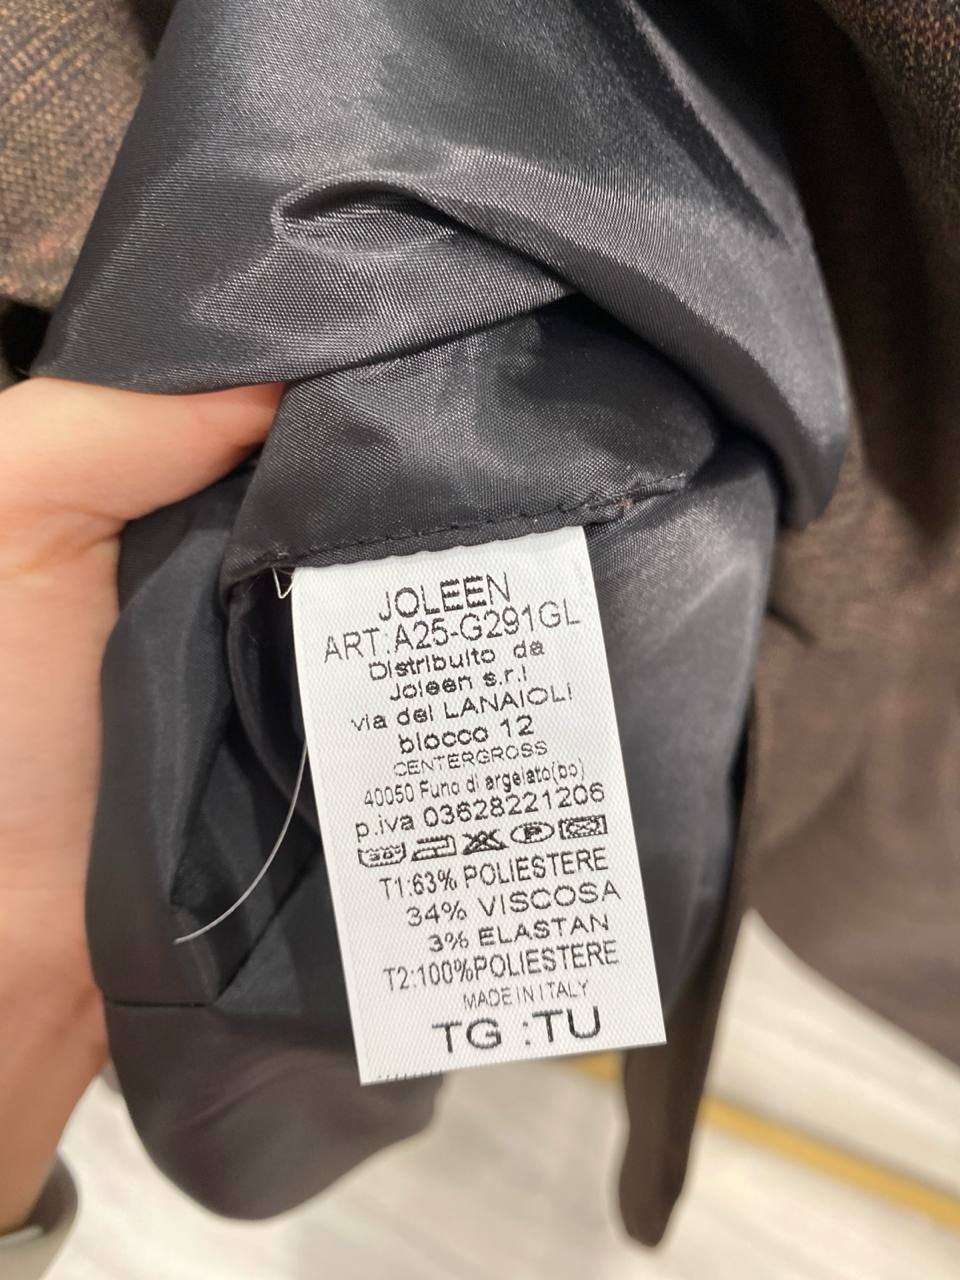 JOLEEN
ART:A25-G291GL
Distribuito da
Joleen s.r.l
via dei LANAIOLI
blocco 12
CENTERGROSS
40050 Funo di argelato(bo)
p.iva 03628221206
T1:63% POLIESTERE
34% VISCOSA
3% ELASTAN
T2:100%POLIESTERE
MADE IN ITALY
TG :TU